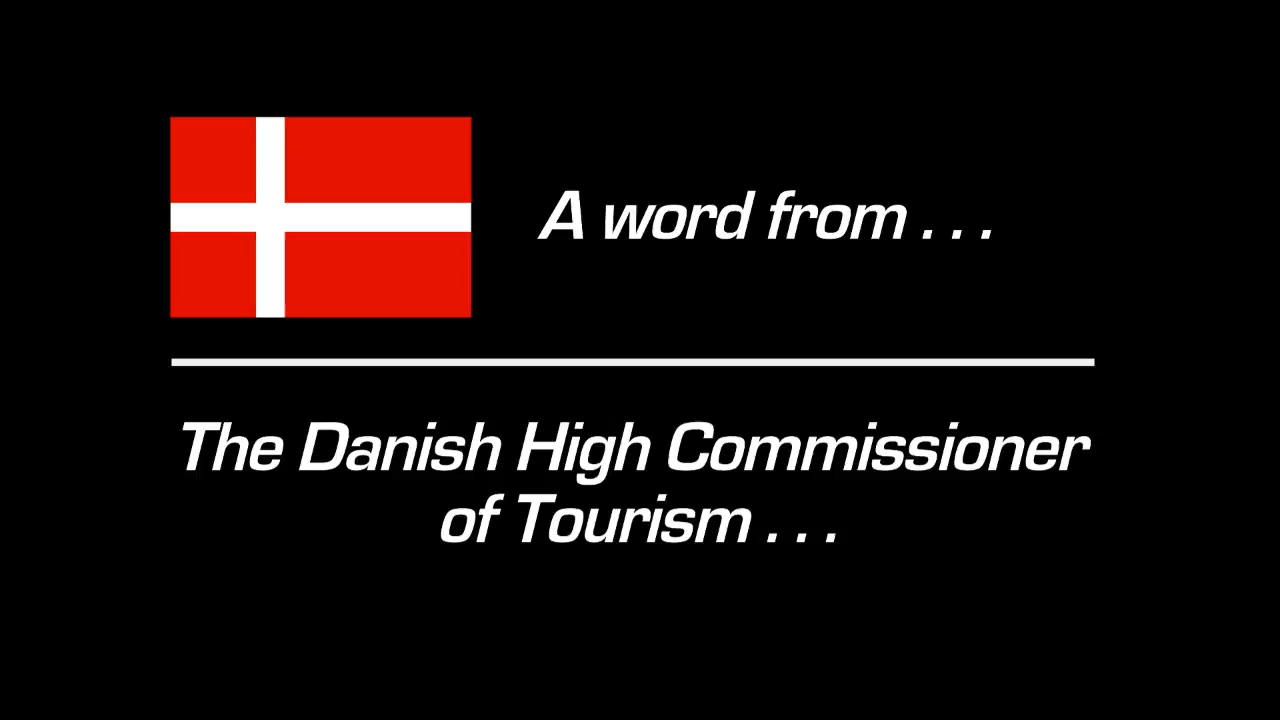 A word from . . .
The Danish High Commissioner
of Tourism . . .